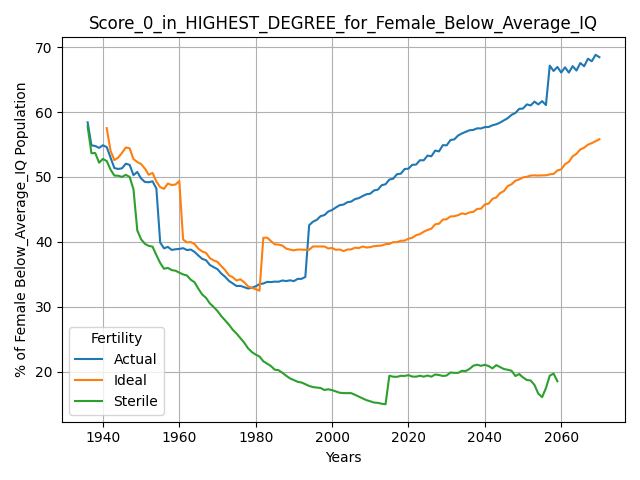 Score_0_in_HIGHEST_DEGREE_for_Female_Below_Average_IQ
% of Female Below_Average_IQ Population
70
60
50
40
30
20
Fertility
Actual
Ideal
Sterile
1940
1960
1980
2000
2020
2040
2060
Years